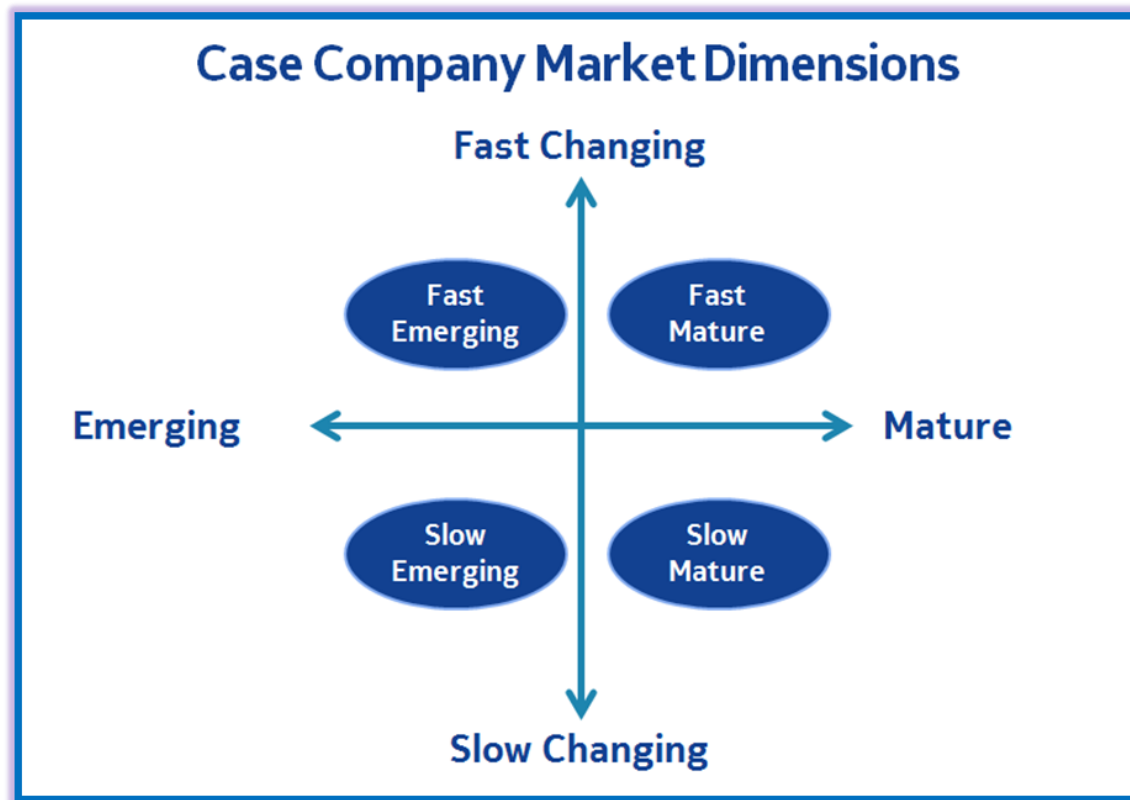 Case Company Market Dimensions
Fast Changing
Fast
Emerging
Fast
Mature
Emerging
Mature
Slow
Emerging
Slow
Mature
Slow Changing